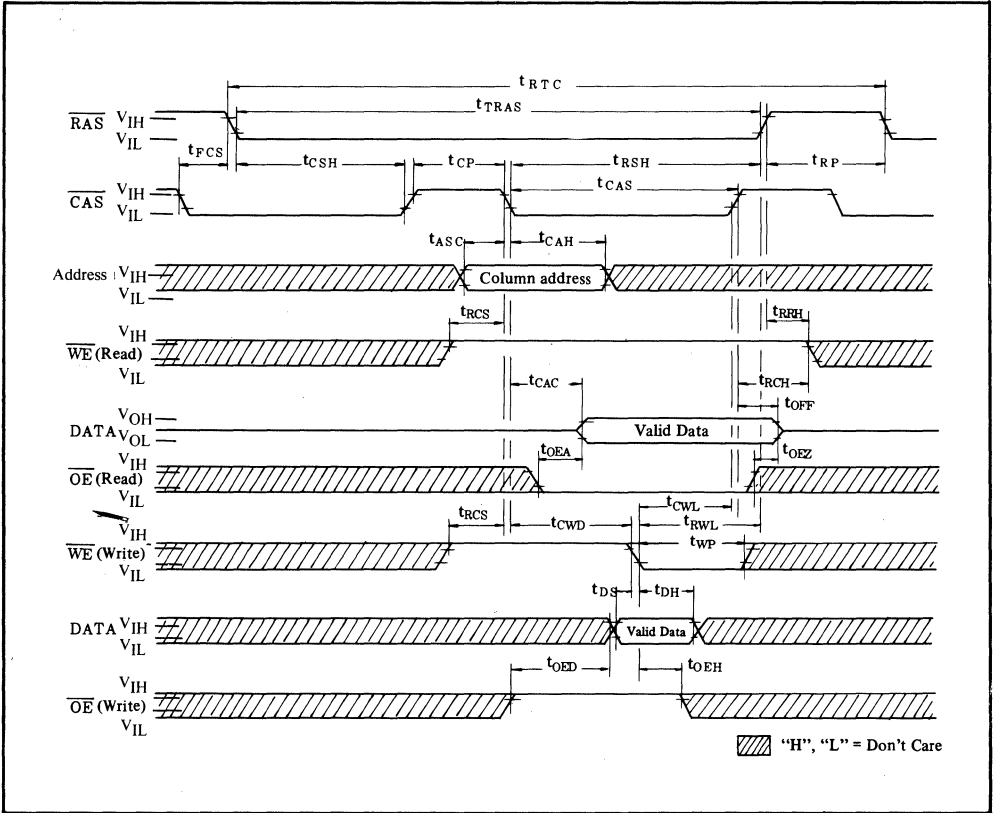 tRTC
tTRAS
RAS VIH
VIL
tFCS tCSH tCP tRSH tRP
tCAS
CAS VIH
VIL
tASC tCAH
Address VIH
VIL
Column address
tRCS tRRH
VIH
WE (Read)
VIL
tCAC tRCH
tOFF
VOH
DATA VOL
Valid Data
tOEA tOEZ
VIH
OE (Read)
VIL
tCWL
tRCS tCWD tRWL
VIH
tWP
WE (Write)
VIL
tDS tDH
DATA VIH
VIL
Valid Data
tOED tOEH
VIH
OE (Write)
VIL
“H”, “L” = Don't Care